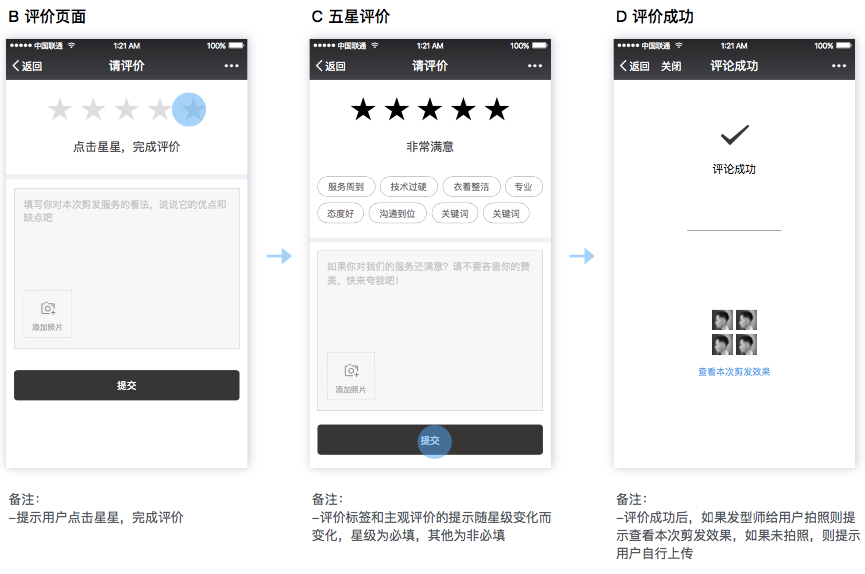 B 评价页面
中国联通 1:21 AM 100%
返回 请评价
点击星星，完成评价
填写你对本次剪发服务的看法，说说它的优点和
缺点吧
添加照片
提交
备注：
–提示用户点击星星，完成评价
C 五星评价
中国联通 1:21 AM 100%
返回 请评价
非常满意
服务周到 技术过硬 衣着整洁 专业
态度好 沟通到位 关键词 关键词
如果你对我们的服务还满意？请不要吝啬你的赞
美，快来夸我吧！
添加照片
提交
备注：
–评价标签和主观评价的提示随星级变化而
变化，星级为必填，其他为非必填
D 评价成功
中国联通 1:21 AM 100%
返回 关闭 评论成功
评论成功
查看本次剪发效果
备注：
–评价成功后，如果发型师给用户拍照则提
示查看本次剪发效果，如果未拍照，则提示
用户自行上传